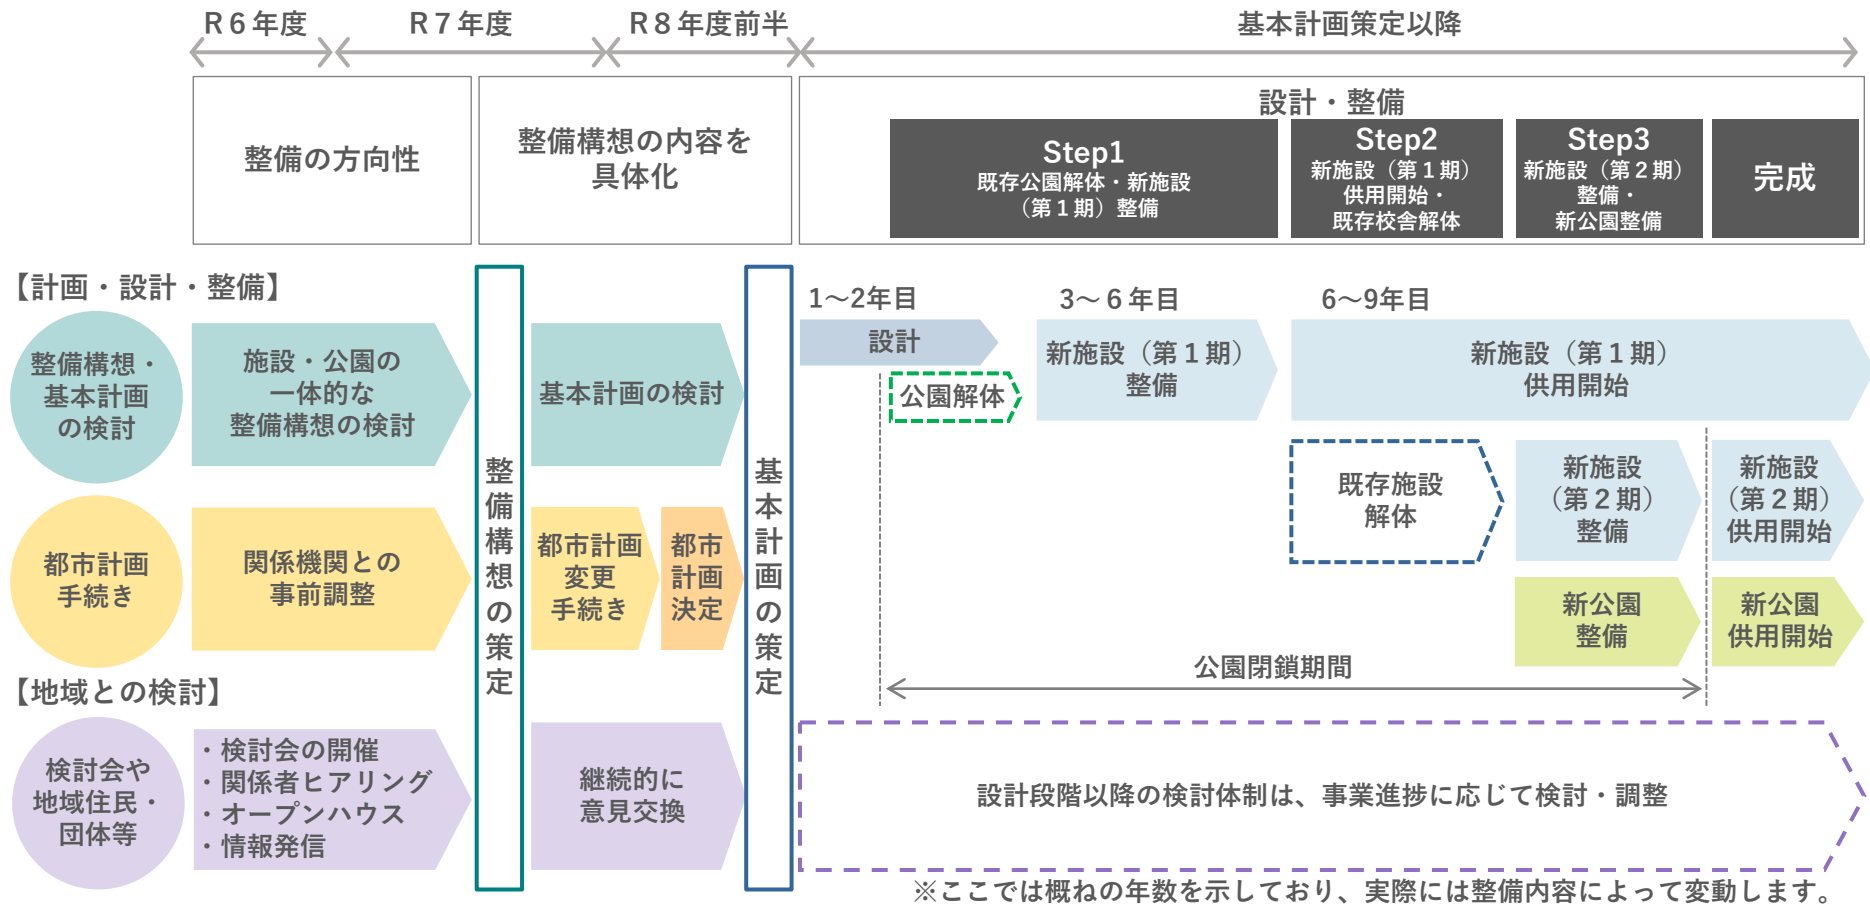 R６年度
R７年度
R８年度前半
基本計画策定以降
整備の方向性
整備構想の内容を
具体化
設計・整備
Step1
既存公園解体・新施設
（第１期）整備
Step2
新施設（第１期）
供用開始・
既存校舎解体
Step3
新施設（第２期）
整備・
新公園整備
完成
【計画・設計・整備】
整備構想・
基本計画
の検討
施設・公園の
一体的な
整備構想の検討
整備構想の策定
基本計画の検討
基本計画の策定
1～2年目
設計
公園解体
3～６年目
新施設（第１期）
整備
6～9年目
新施設（第１期）
供用開始
既存施設
解体
新施設
（第２期）
整備
新施設
（第２期）
供用開始
都市計画
手続き
関係機関との
事前調整
都市計画
変更
手続き
都市
計画
決定
新公園
整備
新公園
供用開始
公園閉鎖期間
【地域との検討】
検討会や
地域住民・
団体等
・検討会の開催
・関係者ヒアリング
・オープンハウス
・情報発信
継続的に
意見交換
設計段階以降の検討体制は、事業進捗に応じて検討・調整
※ここでは概ねの年数を示しており、実際には整備内容によって変動します。